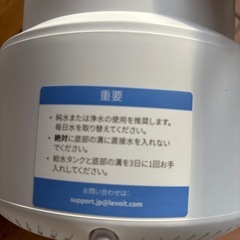 重要
• 純水または浄水の使用を推奨します。
毎日水を取り替えてください。
• 絶対に底部の溝に直接水を入れない
でください。
• 給水タンクと底部の溝を3日に1回お手
入れしてください。
お問い合わせは：
support.jp@levoit.com